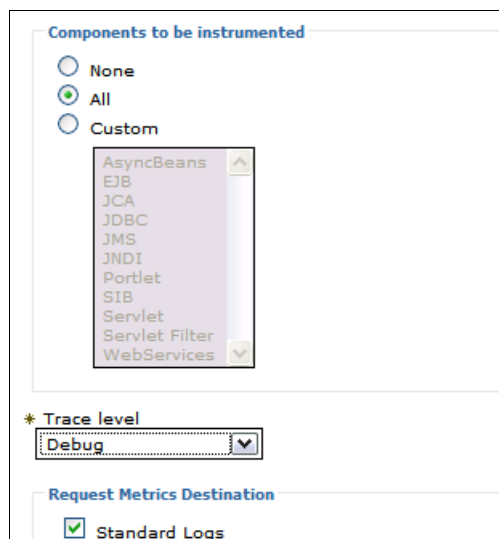 Components to be instrumented
None
All
Custom
AsyncBeans
EJB
JCA
JDBC
JMS
JNDI
Portlet
SIB
Servlet
Servlet Filter
WebServices
* Trace level
Debug
Request Metrics Destination
Standard Logs